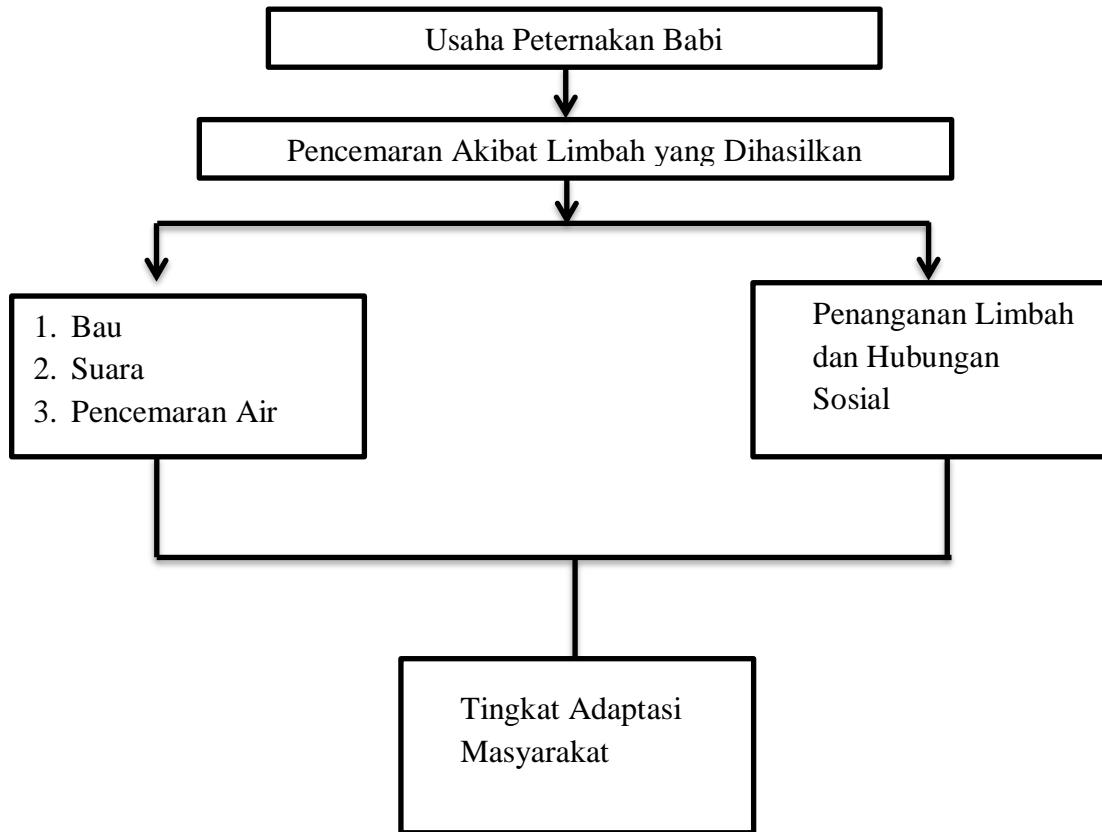 Usaha Peternakan Babi
Pencemaran Akibat Limbah yang Dihasilkan
1. Bau
2. Suara
3. Pencemaran Air
Penanganan Limbah
dan Hubungan
Sosial
Tingkat Adaptasi
Masyarakat